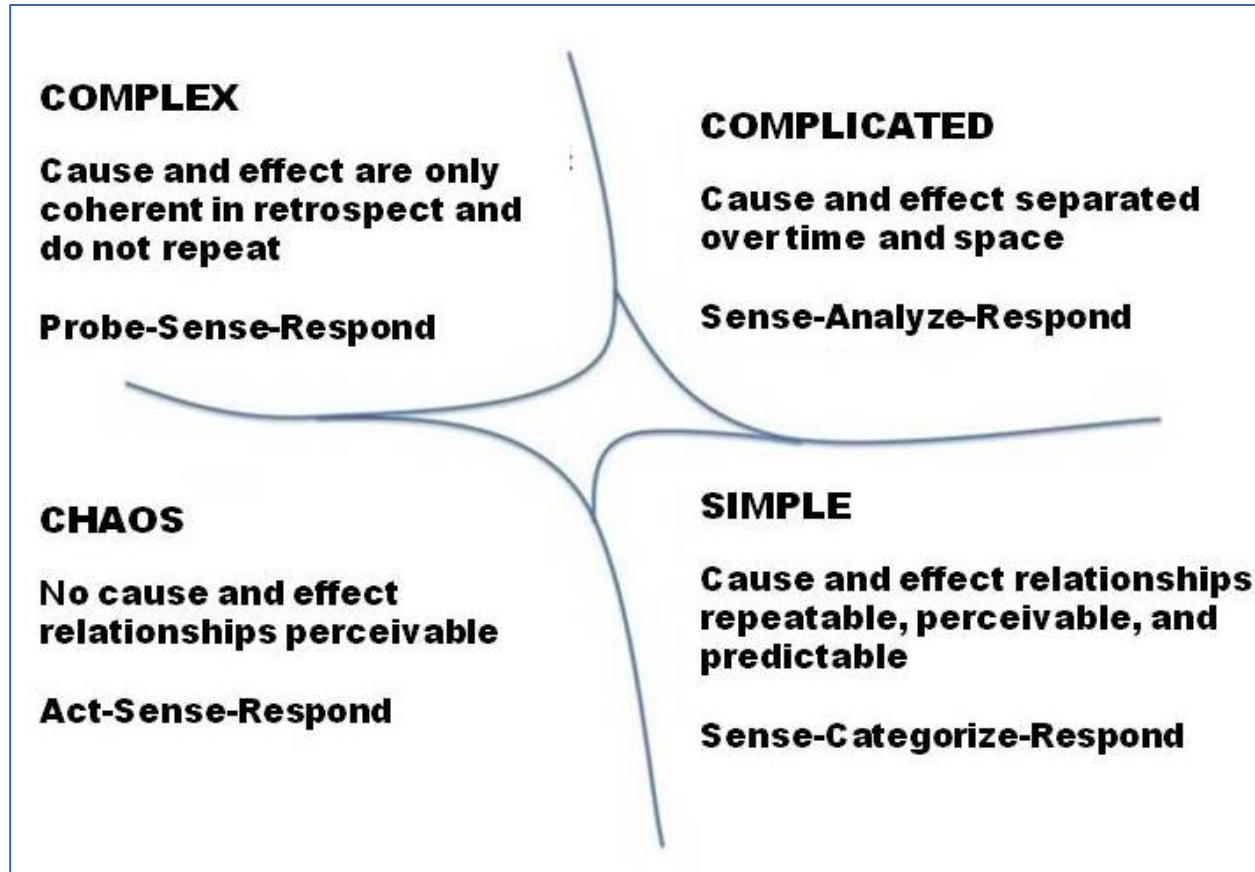 COMPLEX
Cause and effect are only
coherent in retrospect and
do not repeat
Probe-Sense-Respond
:
COMPLICATED
Cause and effect separated
over time and space
Sense-Analyze-Respond
CHAOS
No cause and effect
relationships perceivable
Act-Sense-Respond
SIMPLE
Cause and effect relationships
repeatable, perceivable, and
predictable
Sense-Categorize-Respond